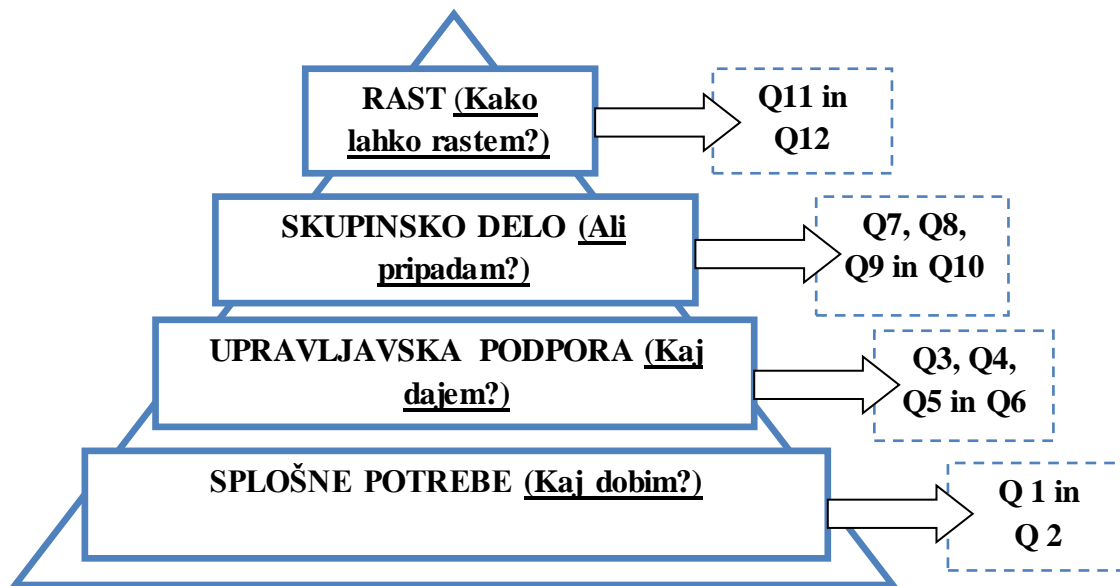 RAST (Kako
lahko rastem?)
Q11 in
Q12
SKUPINSKO DELO (Ali
pripadam?)
Q7, Q8,
Q9 in Q10
UPRAVLJAVSKA PODPORA (Kaj
dajem?)
Q3, Q4,
Q5 in Q6
SPLOŠNE POTREBE (Kaj dobim?)
Q 1 in
Q 2